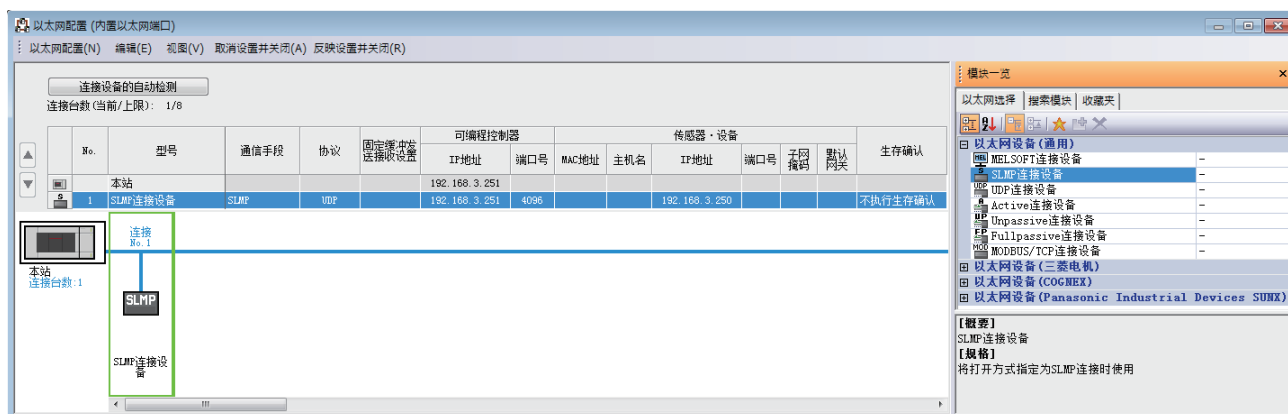 以太网配置 (内置以太网端口)
以太网配置(N) 编辑(E) 视图(V) 取消设置并关闭(A) 反映设置并关闭(R)
连接设备的自动检测
连接台数(当前/上限): 1/8
No. 型号 通信手段 协议 固定缓冲发送接收设置 可编程控制器 传感器·设备 生存确认
IP地址 端口号 MAC地址 主机名 IP地址 端口号 子网掩码 默认网关
本站 192.168.3.251
1 SLMP连接设备 SLMP UDP 192.168.3.251 4096 192.168.3.250 不执行生存确认
连接
No.1
本站
连接台数:1
SLMP
SLMP连接设
备
模块一览
以太网选择 搜索模块 收藏夹
以太网设备(通用)
MELSOFT连接设备 -
SLMP连接设备 -
UDP连接设备 -
Active连接设备 -
Unpassive连接设备 -
Fullpassive连接设备 -
MODBUS/TCP连接设备 -
以太网设备(三菱电机)
以太网设备(COGNEX)
以太网设备(Panasonic Industrial Devices SUNX)
[概要]
SLMP连接设备
[规格]
将打开方式指定为SLMP连接时使用